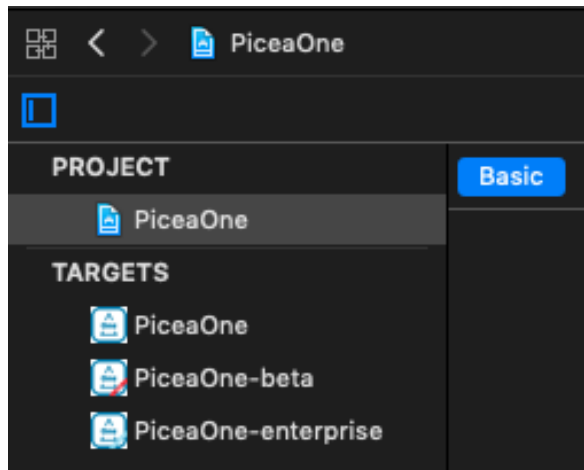 PiceaOne
PROJECT
Basic
PiceaOne
TARGETS
PiceaOne
PiceaOne-beta
PiceaOne-enterprise